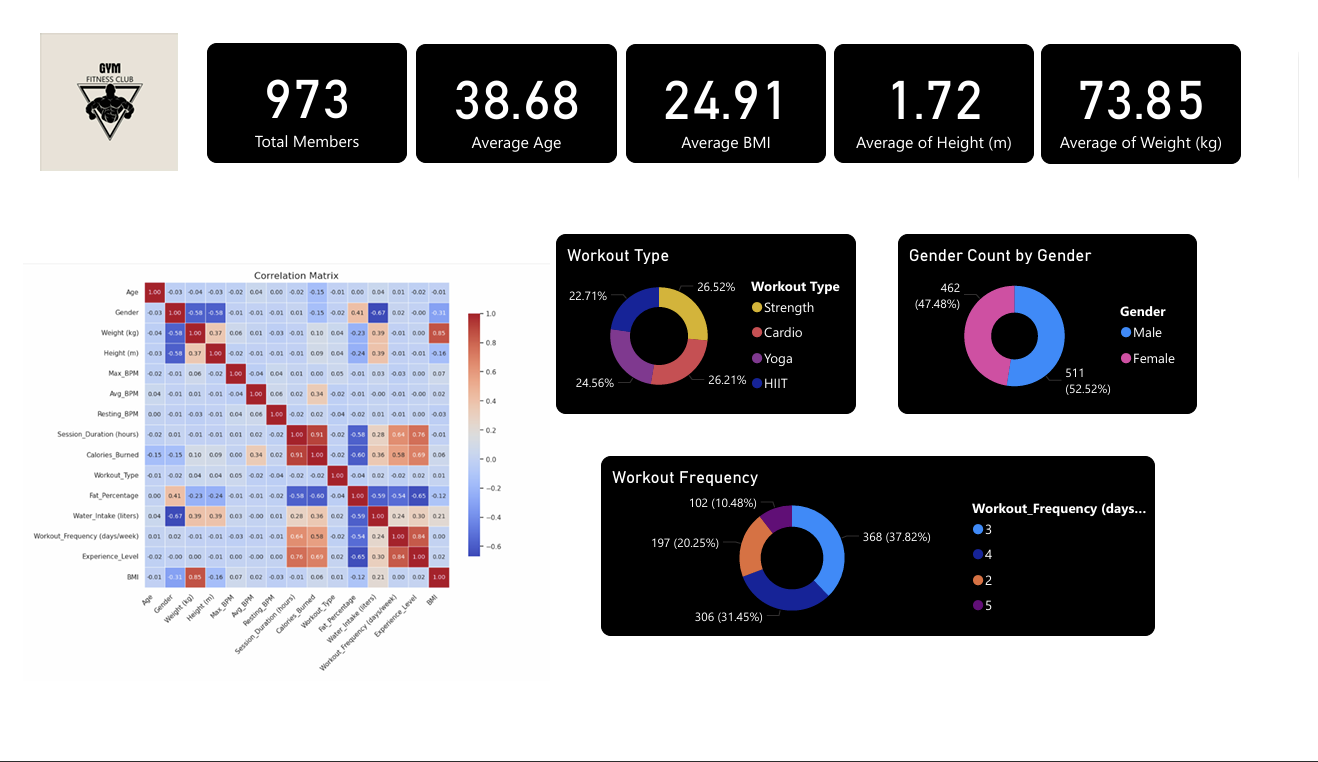 GYM
FITNESS CLUB
973
Total Members
38.68
Average Age
24.91
Average BMI
1.72
Average of Height (m)
73.85
Average of Weight (kg)
Correlation Matrix
Age 1.00 -0.03 -0.04 -0.03 -0.02 0.04 0.00 -0.02 -0.15 -0.01 0.00 0.04 0.01 -0.02 -0.01
Gender -0.03 1.00 -0.58 -0.58 -0.01 -0.01 -0.01 0.01 -0.15 -0.02 0.41 -0.67 0.02 -0.00 -0.31
Weight (kg) -0.04 -0.58 1.00 0.37 0.06 0.01 -0.03 -0.01 0.10 0.04 -0.23 0.39 -0.01 0.00 0.85
Height (m) -0.03 -0.58 0.37 1.00 -0.02 -0.01 -0.01 -0.01 0.09 0.04 -0.24 0.39 -0.01 -0.01 -0.16
Max_BPM -0.02 -0.01 0.06 -0.02 1.00 -0.04 0.04 0.01 0.00 0.05 -0.01 0.03 -0.03 0.00 0.07
Avg_BPM 0.04 -0.01 0.01 -0.01 -0.04 1.00 0.06 0.02 0.34 -0.02 -0.01 -0.00 -0.01 -0.00 0.02
Resting_BPM 0.00 -0.01 -0.03 -0.01 0.04 0.06 1.00 -0.02 0.02 -0.04 -0.02 0.01 -0.01 0.00 -0.03
Session_Duration (hours) -0.02 0.01 -0.01 -0.01 0.01 0.02 -0.02 1.00 0.91 -0.02 -0.58 0.28 0.64 0.76 -0.01
Calories_Burned -0.15 -0.15 0.10 0.09 0.00 0.34 0.02 0.91 1.00 -0.02 -0.60 0.36 0.58 0.69 0.06
Workout_Type -0.01 -0.02 0.04 0.04 0.05 -0.02 -0.04 -0.02 -0.02 1.00 -0.04 0.01 0.02 0.02 0.01
Fat_Percentage 0.00 0.41 -0.23 -0.24 -0.01 -0.01 -0.02 -0.58 -0.60 -0.04 1.00 -0.59 -0.54 -0.65 -0.12
Water_Intake (liters) 0.04 -0.67 0.39 0.39 0.03 -0.00 0.01 0.28 0.36 0.01 -0.59 1.00 0.24 0.30 0.21
Workout_Frequency (days/week) 0.01 0.02 -0.01 -0.01 -0.03 -0.01 -0.01 0.64 0.58 0.02 -0.54 0.24 1.00 0.84 0.00
Experience_Level -0.02 -0.00 0.00 -0.01 0.00 -0.00 0.00 0.76 0.69 0.02 -0.65 0.30 0.84 1.00 0.02
BMI -0.01 -0.31 0.85 -0.16 0.07 0.02 -0.03 -0.01 0.06 0.01 -0.12 0.21 0.00 0.02 1.00
Age
Gender
Weight (kg)
Height (m)
Max_BPM
Avg_BPM
Resting_BPM
Session_Duration (hours)
Calories_Burned
Workout_Type
Fat_Percentage
Water_Intake (liters)
Workout_Frequency (days/week)
Experience_Level
BMI
1.0
0.8
0.6
0.4
0.2
0.0
−0.2
−0.4
−0.6
Workout Type
26.52%
26.21%
24.56%
22.71%
Workout Type
Strength
Cardio
Yoga
HIIT
Gender Count by Gender
462
(47.48%)
511
(52.52%)
Gender
Male
Female
Workout Frequency
102 (10.48%)
197 (20.25%)
306 (31.45%)
368 (37.82%)
Workout_Frequency (days...
3
4
2
5